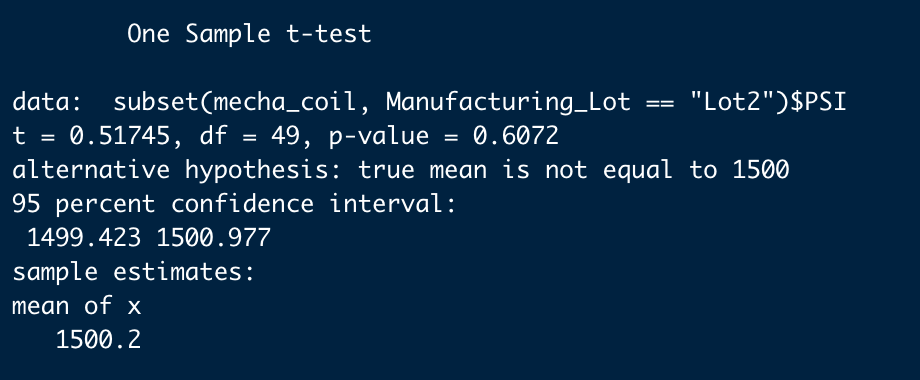 One Sample t-test
data:  subset(mecha_coil, Manufacturing_Lot == "Lot2")$PSI
t = 0.51745, df = 49, p-value = 0.6072
alternative hypothesis: true mean is not equal to 1500
95 percent confidence interval:
1499.423 1500.977
sample estimates:
mean of x
1500.2